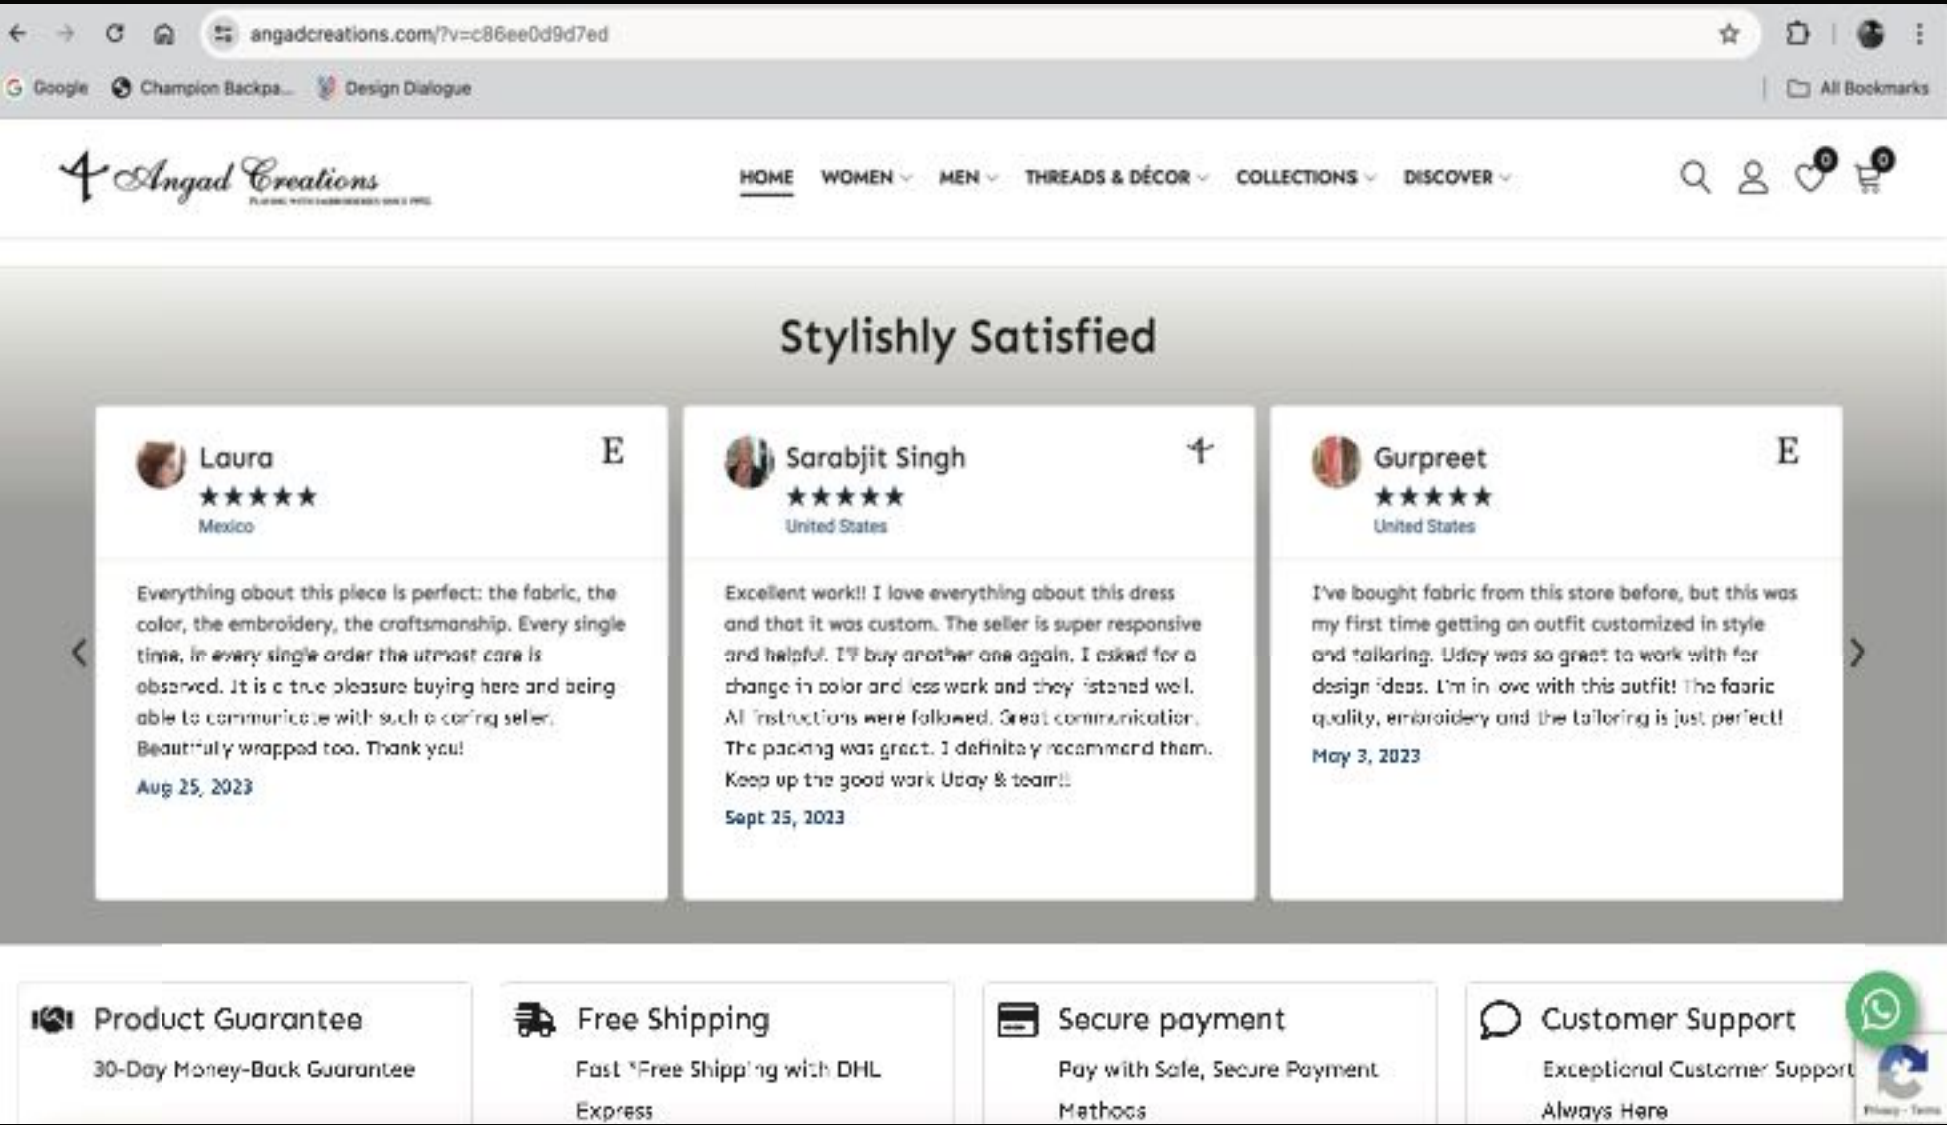 angadcreations.com/?v=c86ee0d9d7ed
Google
Champion Backpa...
Design Dialogue
All Bookmarks
Angad Creations
HOME
WOMEN
MEN
THREADS & DÉCOR
COLLECTIONS
DISCOVER
0
0
Stylishly Satisfied
Laura
E
★★★★★
Mexico
Everything about this piece is perfect: the fabric, the
color, the embroidery, the craftsmanship. Every single
time, in every single order the utmost care is
observed. It is a true pleasure buying here and being
able to communicate with such a caring seller.
Beautifully wrapped too. Thank you!
Aug 25, 2023
Sarabjit Singh
★★★★★
United States
Excellent work!! I love everything about this dress
and that it was custom. The seller is super responsive
and helpful. I'll buy another one again. I asked for a
change in color and less work and they listened well.
All instructions were followed. Great communication.
The packing was great. I definitely recommend them.
Keep up the good work Uday & team!!
Sept 25, 2023
Gurpreet
E
★★★★★
United States
I've bought fabric from this store before, but this was
my first time getting an outfit customized in style
and tailoring. Uday was so great to work with for
design ideas. I'm in love with this outfit! The fabric
quality, embroidery and the tailoring is just perfect!
May 3, 2023
Product Guarantee
30-Day Money-Back Guarantee
Free Shipping
Fast *Free Shipping with DHL
Express
Secure payment
Pay with Safe, Secure Payment
Methods
Customer Support
Exceptional Customer Support
Always Here
Privacy - Terms